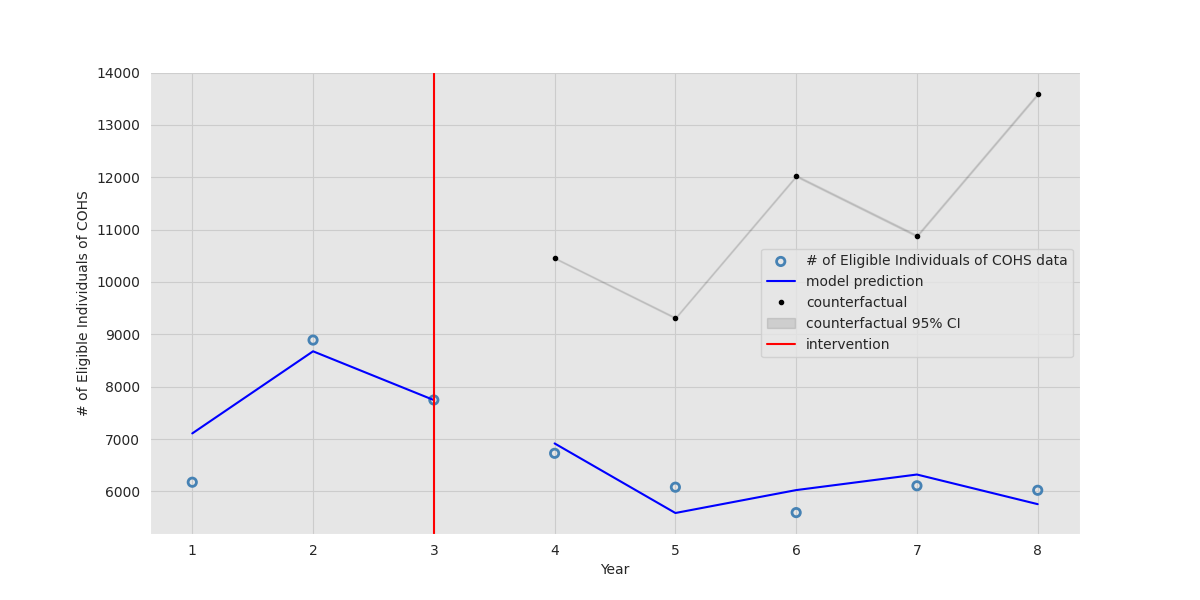 14000
13000
12000
11000
10000
9000
8000
7000
6000
# of Eligible Individuals of COHS
# of Eligible Individuals of COHS data
model prediction
counterfactual
counterfactual 95% CI
intervention
1 2 3 4 5 6 7 8
Year